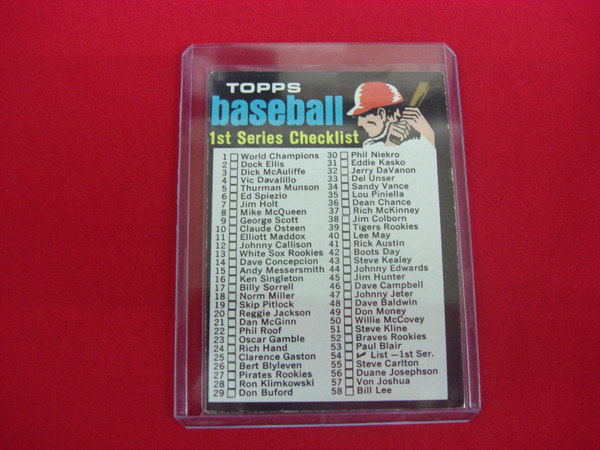 TOPPS
baseball
1st Series Checklist
1 World Champions
2 Dock Ellis
3 Dick McAuliffe
4 Vic Davalillo
5 Thurman Munson
6 Ed Spiezio
7 Jim Holt
8 Mike McQueen
9 George Scott
10 Claude Osteen
11 Elliott Maddox
12 Johnny Callison
13 White Sox Rookies
14 Dave Concepcion
15 Andy Messersmith
16 Ken Singleton
17 Billy Sorrell
18 Norm Miller
19 Skip Pitlock
20 Reggie Jackson
21 Dan McGinn
22 Phil Roof
23 Oscar Gamble
24 Rich Hand
25 Clarence Gaston
26 Bert Blyleven
27 Pirates Rookies
28 Ron Klimkowski
29 Don Buford
30 Phil Niekro
31 Eddie Kasko
32 Jerry DaVanon
33 Del Unser
34 Sandy Vance
35 Lou Piniella
36 Dean Chance
37 Rich McKinney
38 Jim Colborn
39 Tigers Rookies
40 Lee May
41 Rick Austin
42 Boots Day
43 Steve Kealey
44 Johnny Edwards
45 Jim Hunter
46 Dave Campbell
47 Johnny Jeter
48 Dave Baldwin
49 Don Money
50 Willie McCovey
51 Steve Kline
52 Braves Rookies
53 Paul Blair
54 ✔ List —1st Ser.
55 Steve Carlton
56 Duane Josephson
57 Von Joshua
58 Bill Lee